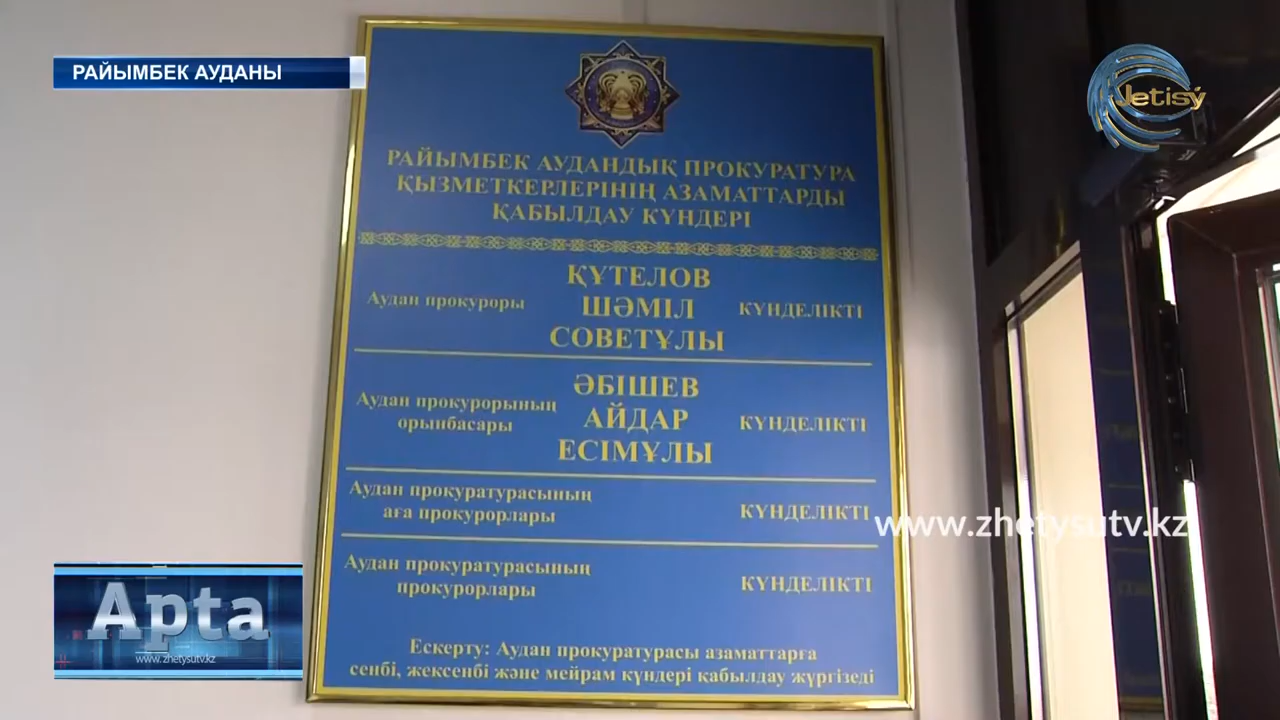 РАЙЫМБЕК АУДАНЫ
Jetisý
РАЙЫМБЕК АУДАНДЫҚ ПРОКУРАТУРА
ҚЫЗМЕТКЕРЛЕРІНІҢ АЗАМАТТАРДЫ
ҚАБЫЛДАУ КҮНДЕРІ
Аудан прокуроры
ҚҰТЕЛОВ
ШӘМІЛ
СОВЕТҰЛЫ
КҮНДЕЛІКТІ
Аудан прокурорының
орынбасары
ӘБІШЕВ
АЙДАР
ЕСІМҰЛЫ
КҮНДЕЛІКТІ
Аудан прокуратурасының
аға прокурорлары
КҮНДЕЛІКТІ
www.zhetysutv.kz
Аудан прокуратурасының
прокурорлары
КҮНДЕЛІКТІ
Ескерту: Аудан прокуратурасы азаматтарға
сенбі, жексенбі және мейрам күндері қабылдау жүргізеді
Apta
www.zhetysutv.kz